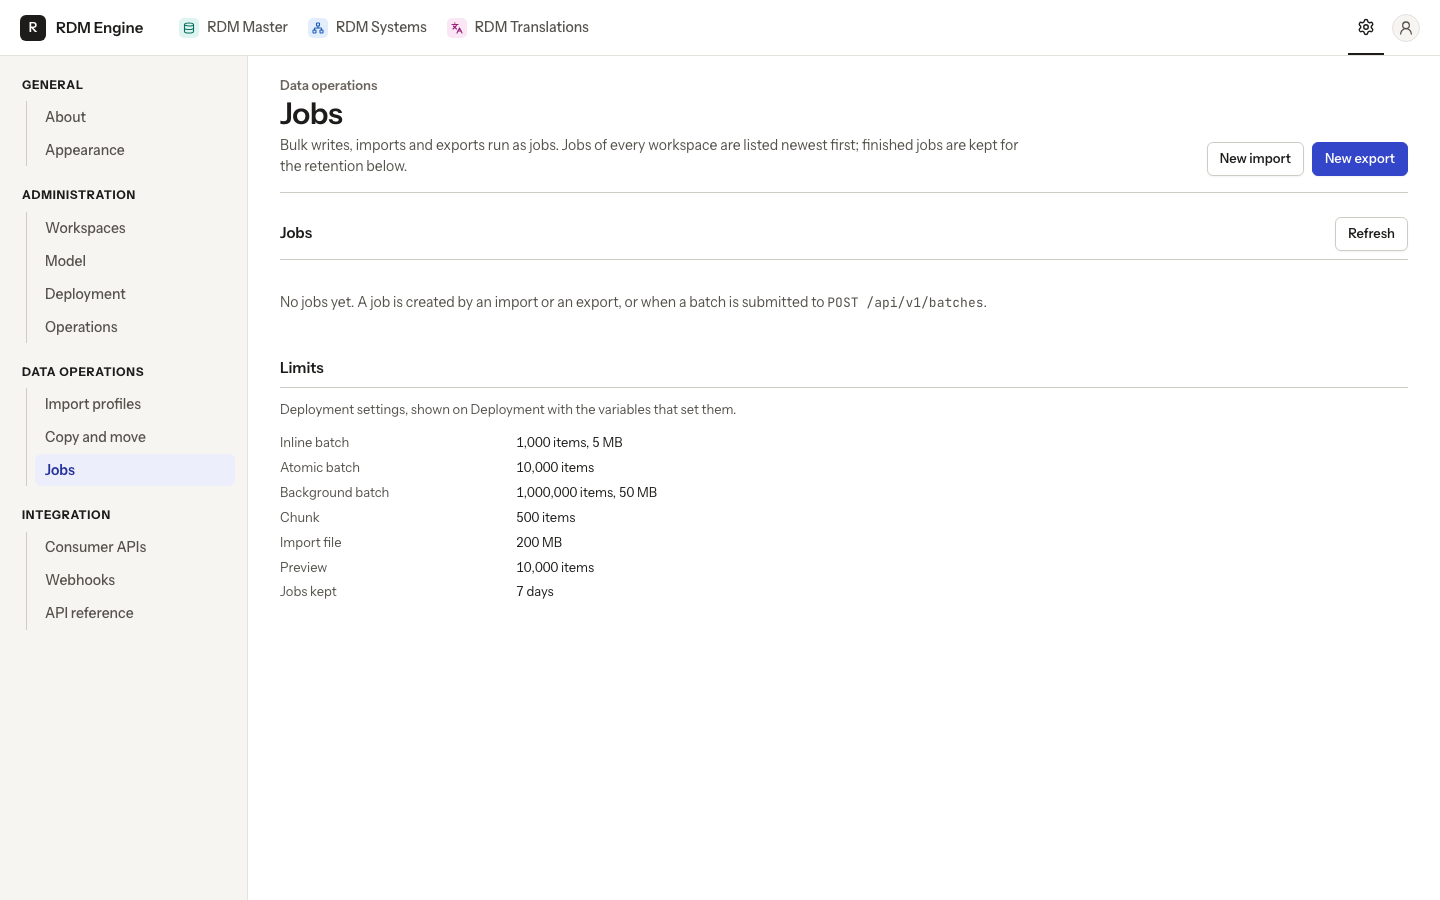 R RDM Engine RDM Master RDM Systems RDM Translations
GENERAL
About
Appearance
ADMINISTRATION
Workspaces
Model
Deployment
Operations
DATA OPERATIONS
Import profiles
Copy and move
Jobs
INTEGRATION
Consumer APIs
Webhooks
API reference
Data operations
Jobs
Bulk writes, imports and exports run as jobs. Jobs of every workspace are listed newest first; finished jobs are kept for
the retention below.
New import New export
Jobs Refresh
No jobs yet. A job is created by an import or an export, or when a batch is submitted to POST /api/v1/batches.
Limits
Deployment settings, shown on Deployment with the variables that set them.
Inline batch 1,000 items, 5 MB
Atomic batch 10,000 items
Background batch 1,000,000 items, 50 MB
Chunk 500 items
Import file 200 MB
Preview 10,000 items
Jobs kept 7 days